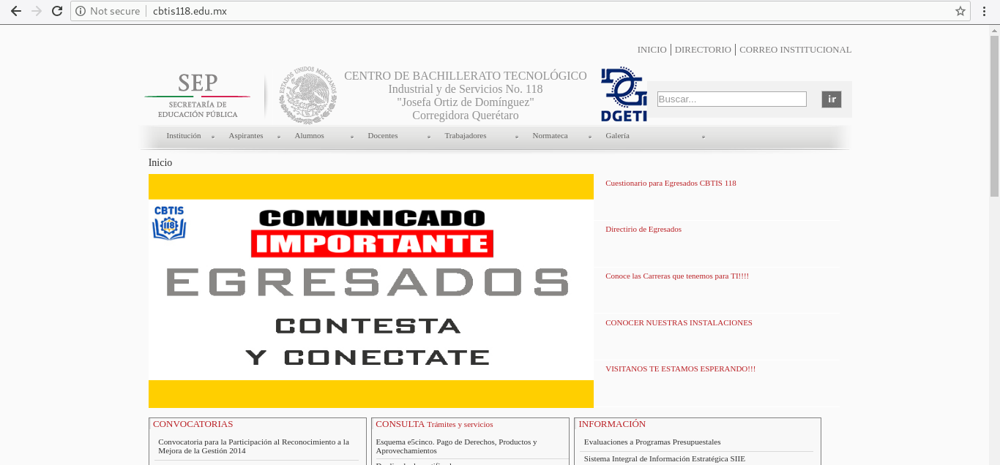 Not secure
cbtis118.edu.mx
INICIO DIRECTORIO CORREO INSTITUCIONAL
SEP
SECRETARÍA DE
EDUCACIÓN PÚBLICA
ESTADOS UNIDOS MEXICANOS
CENTRO DE BACHILLERATO TECNOLÓGICO
Industrial y de Servicios No. 118
"Josefa Ortiz de Domínguez"
Corregidora Querétaro
DGETI
Buscar...
ir
Institución Aspirantes Alumnos Docentes Trabajadores Normateca Galería
Inicio
CBTIS
118
COMUNICADO
IMPORTANTE
EGRESADOS
CONTESTA
Y CONECTATE
Cuestionario para Egresados CBTIS 118
Directirio de Egresados
Conoce las Carreras que tenemos para TI!!!!
CONOCER NUESTRAS INSTALACIONES
VISITANOS TE ESTAMOS ESPERANDO!!!
CONVOCATORIAS
Convocatoria para la Participación al Reconocimiento a la
Mejora de la Gestión 2014
CONSULTA Trámites y servicios
Esquema e5cinco. Pago de Derechos, Productos y
Aprovechamientos
INFORMACIÓN
Evaluaciones a Programas Presupuestales
Sistema Integral de Información Estratégica SIIE